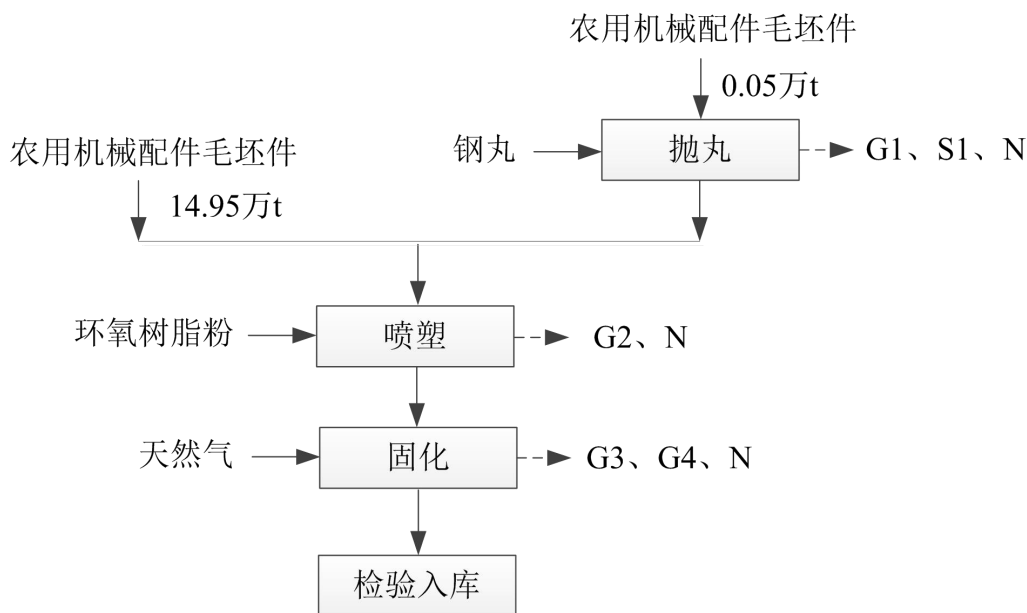 农用机械配件毛坯件
0.05万t
钢丸
抛丸
G1、S1、N
农用机械配件毛坯件
14.95万t
环氧树脂粉
喷塑
G2、N
天然气
固化
G3、G4、N
检验入库